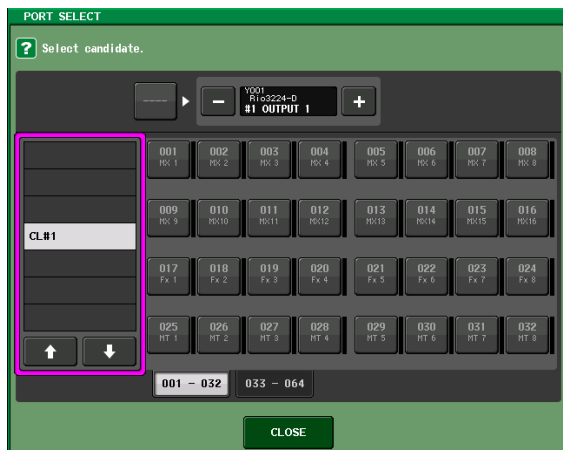 PORT SELECT
? Select candidate.
---- Y001
Rio3224-D
− #1 OUTPUT 1 +
001 002 003 004 005 006 007 008
MX 1 MX 2 MX 3 MX 4 MX 5 MX 6 MX 7 MX 8
009 010 011 012 013 014 015 016
MX 9 MX10 MX11 MX12 MX13 MX14 MX15 MX16
CL#1
017 018 019 020 021 022 023 024
Fx 1 Fx 2 Fx 3 Fx 4 Fx 5 Fx 6 Fx 7 Fx 8
025 026 027 028 029 030 031 032
MT 1 MT 2 MT 3 MT 4 MT 5 MT 6 MT 7 MT 8
001 - 032 033 - 064
CLOSE